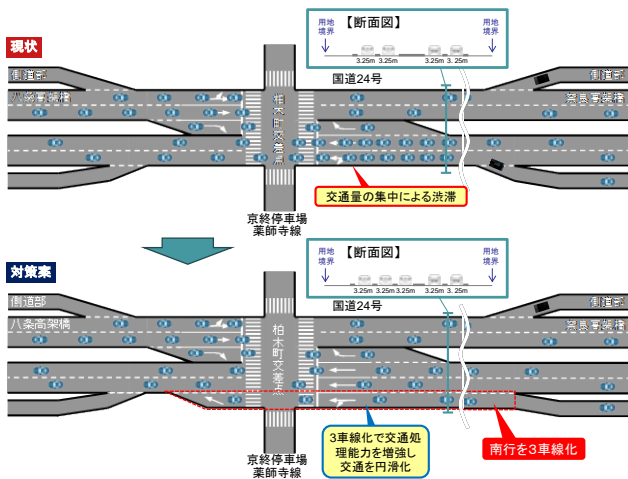 現状
用地
境界
【断面図】
用地
境界
3.25m 3.25m 3.25m 3.25m
国道24号
側道部
八条高架橋
側道部
奈良高架橋
柏木町交差点
交通量の集中による渋滞
京終停車場
薬師寺線
対策案
用地
境界
【断面図】
用地
境界
3.25m 3.25m 3.25m 3.25m 3.25m
国道24号
側道部
八条高架橋
側道部
奈良高架橋
柏木町交差点
3車線化で交通処
理能力を増強し
交通を円滑化
南行を3車線化
京終停車場
薬師寺線